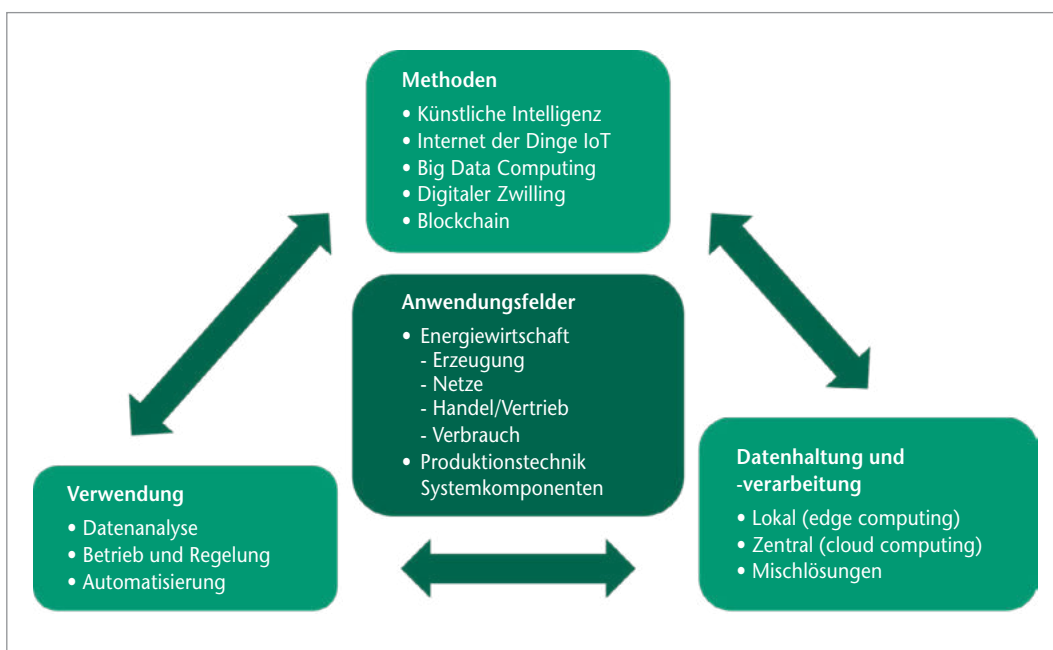 Methoden
• Künstliche Intelligenz
• Internet der Dinge IoT
• Big Data Computing
• Digitaler Zwilling
• Blockchain
Anwendungsfelder
• Energiewirtschaft
- Erzeugung
- Netze
- Handel/Vertrieb
- Verbrauch
• Produktionstechnik
Systemkomponenten
Verwendung
• Datenanalyse
• Betrieb und Regelung
• Automatisierung
Datenhaltung und
-verarbeitung
• Lokal (edge computing)
• Zentral (cloud computing)
• Mischlösungen